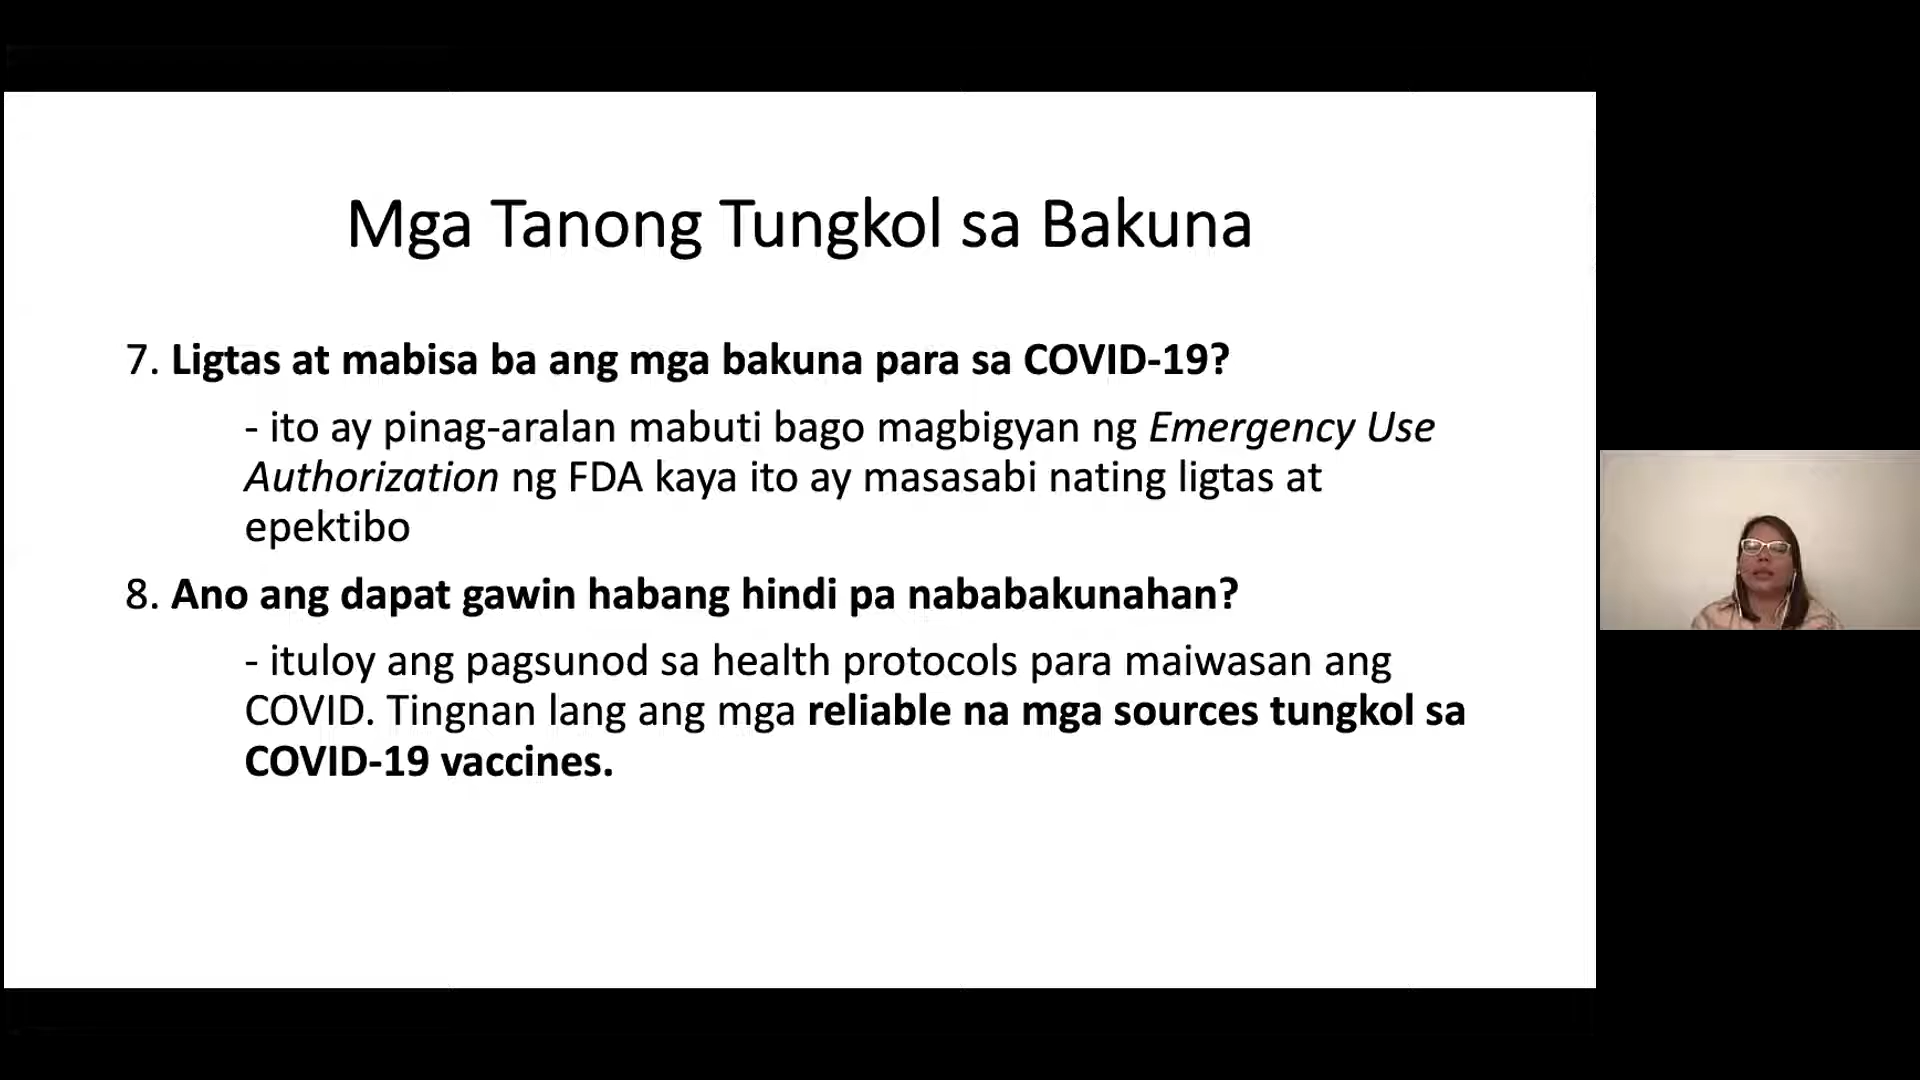 Mga Tanong Tungkol sa Bakuna
7. Ligtas at mabisa ba ang mga bakuna para sa COVID-19?
- ito ay pinag-aralan mabuti bago magbigyan ng Emergency Use
Authorization ng FDA kaya ito ay masasabi nating ligtas at
epektibo
8. Ano ang dapat gawin habang hindi pa nababakunahan?
- ituloy ang pagsunod sa health protocols para maiwasan ang
COVID. Tingnan lang ang mga reliable na mga sources tungkol sa
COVID-19 vaccines.